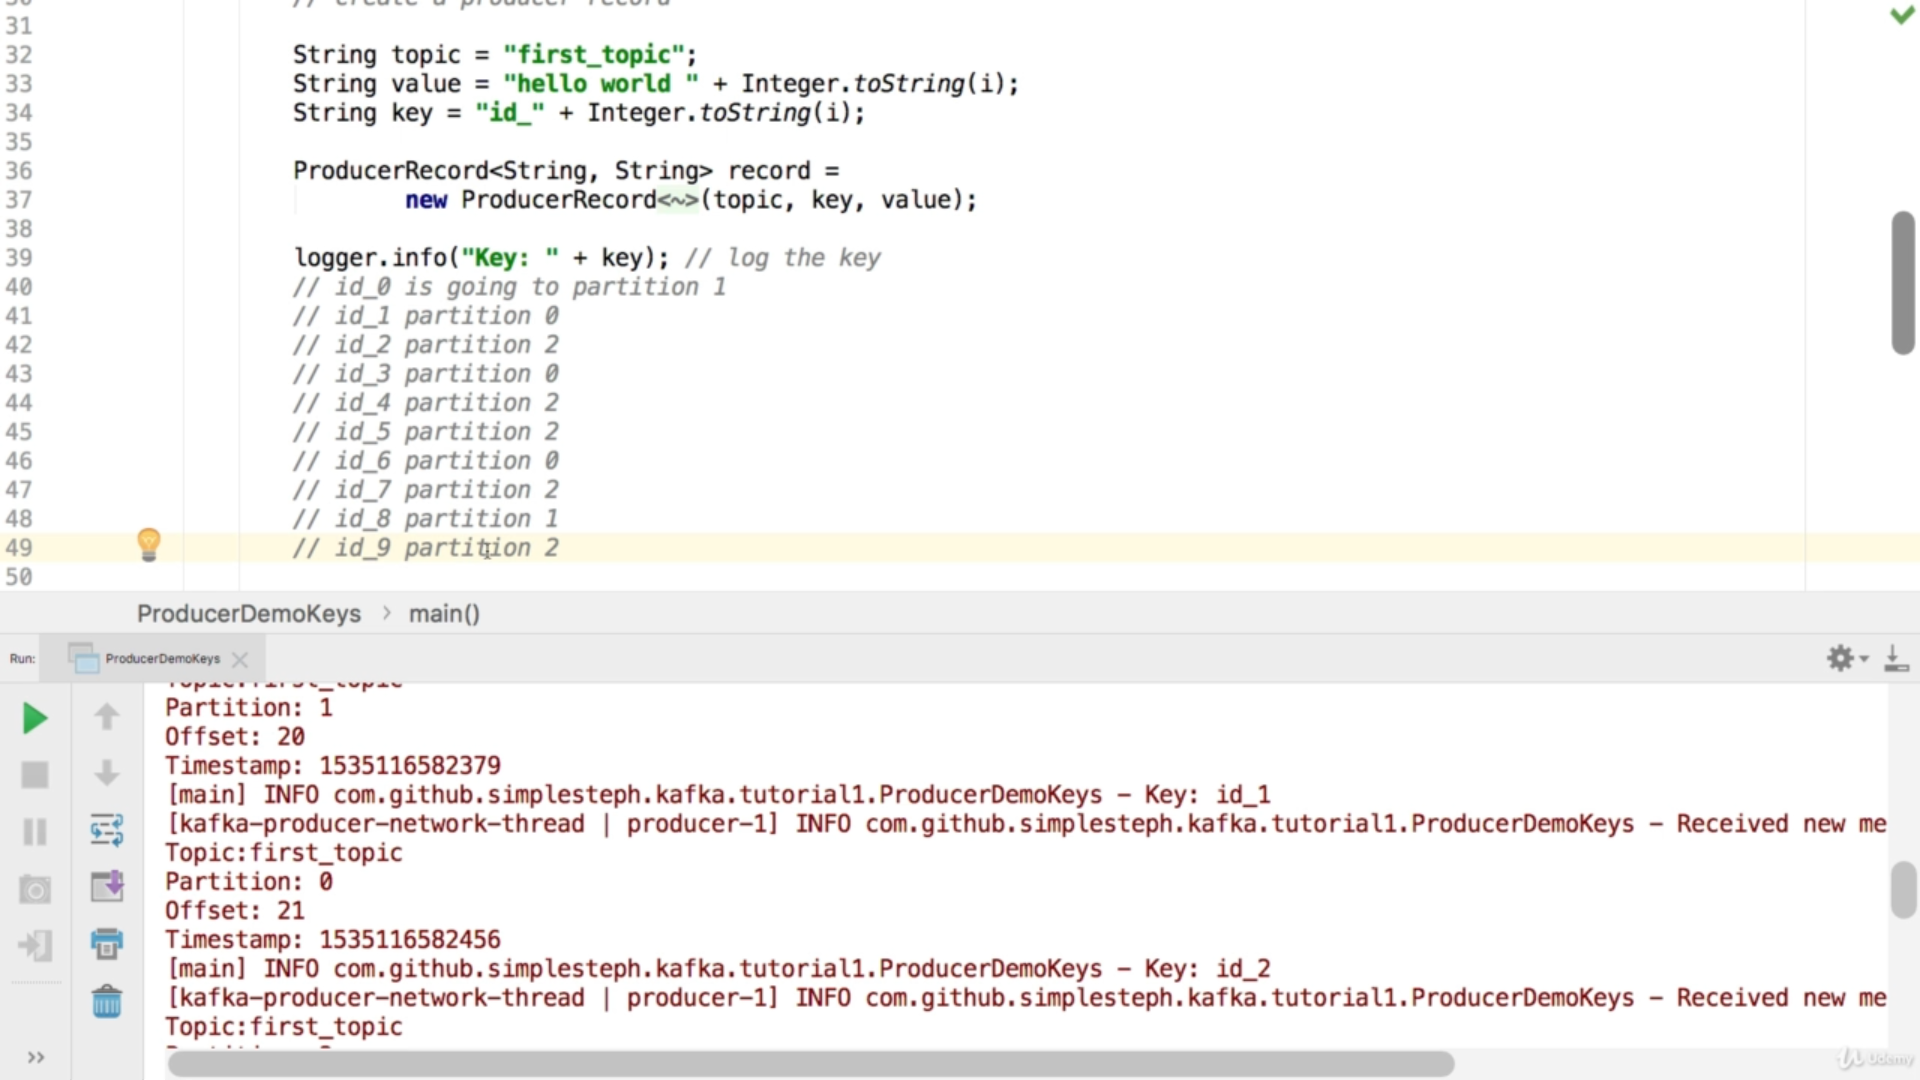 30 // create a producer record
31
32 String topic = "first_topic";
33 String value = "hello world " + Integer.toString(i);
34 String key = "id_" + Integer.toString(i);
35
36 ProducerRecord<String, String> record =
37 new ProducerRecord<~>(topic, key, value);
38
39 logger.info("Key: " + key); // log the key
40 // id_0 is going to partition 1
41 // id_1 partition 0
42 // id_2 partition 2
43 // id_3 partition 0
44 // id_4 partition 2
45 // id_5 partition 2
46 // id_6 partition 0
47 // id_7 partition 2
48 // id_8 partition 1
49 // id_9 partition 2
50
ProducerDemoKeys > main()
Run: ProducerDemoKeys
Topic:first_topic
Partition: 1
Offset: 20
Timestamp: 1535116582379
[main] INFO com.github.simplesteph.kafka.tutorial1.ProducerDemoKeys – Key: id_1
[kafka-producer-network-thread | producer-1] INFO com.github.simplesteph.kafka.tutorial1.ProducerDemoKeys – Received new me
Topic:first_topic
Partition: 0
Offset: 21
Timestamp: 1535116582456
[main] INFO com.github.simplesteph.kafka.tutorial1.ProducerDemoKeys – Key: id_2
[kafka-producer-network-thread | producer-1] INFO com.github.simplesteph.kafka.tutorial1.ProducerDemoKeys – Received new me
Topic:first_topic
Udemy